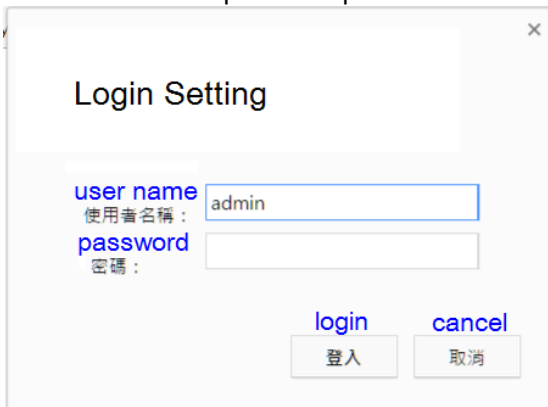 Login Setting
user name
使用者名稱：
admin
password
密碼：
login
cancel
登入
取消